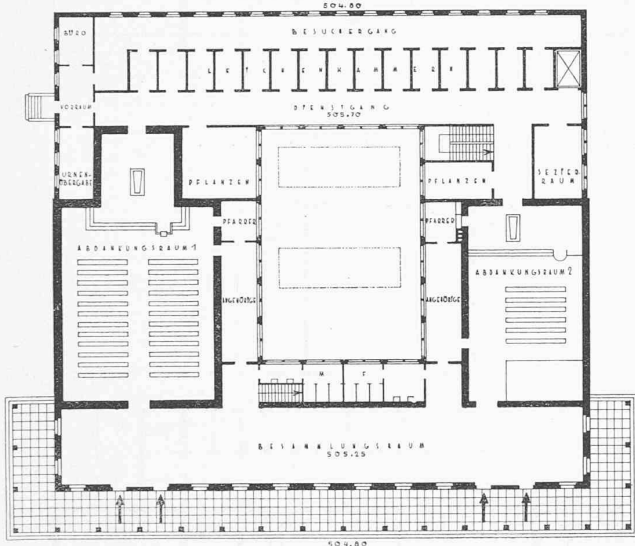 504.80
BESUCHERGANG
BÜRO
LEICHENKAMMERN
VORRAUM
DIENSTGANG
505.70
URNEN-
ÜBERGABE
PFLANZEN
PFLANZEN
SEZIER-
RAUM
PFARRER
PFARRER
ABDANKUNGSRAUM 1
ABDANKUNGSRAUM 2
ANGEHÖRIGE
ANGEHÖRIGE
M
F
BESAMMLUNGSRAUM
505.25
504.80